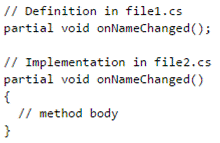 // Definition in file1.cs
partial void onNameChanged();

// Implementation in file2.cs
partial void onNameChanged()
{
  // method body
}